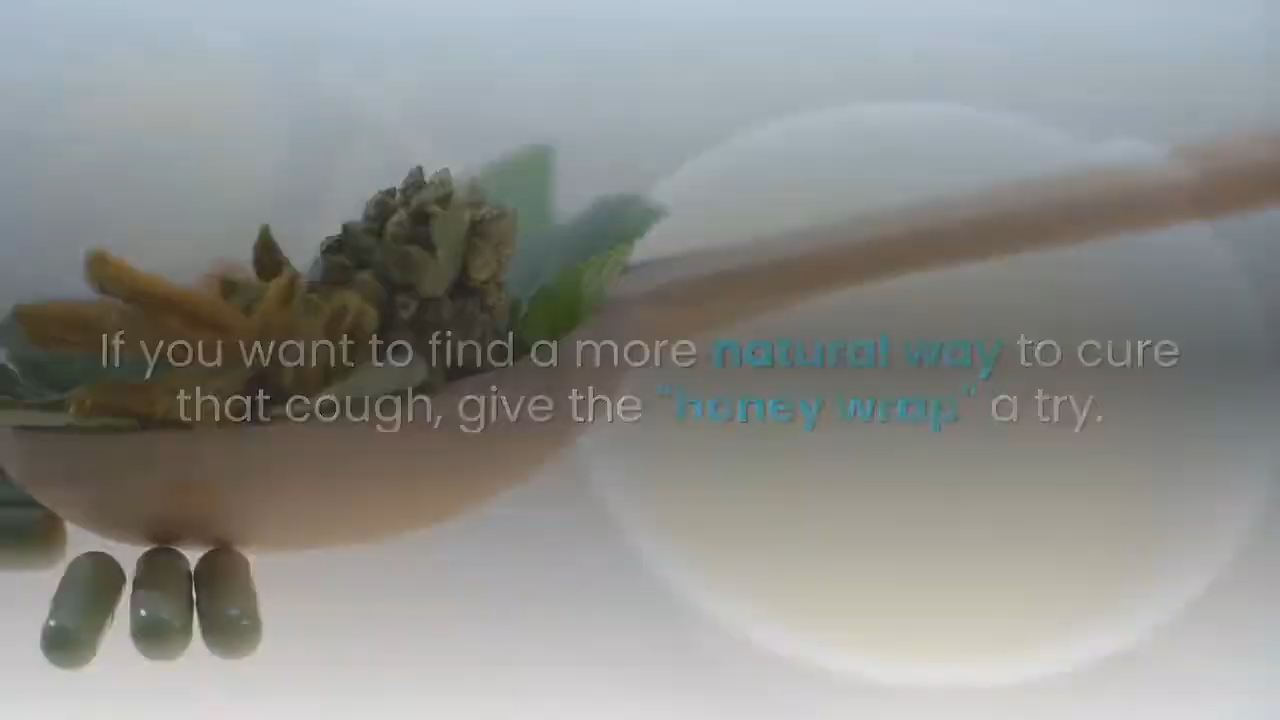 If you want to find a more natural way to cure
that cough, give the "honey wrap" a try.